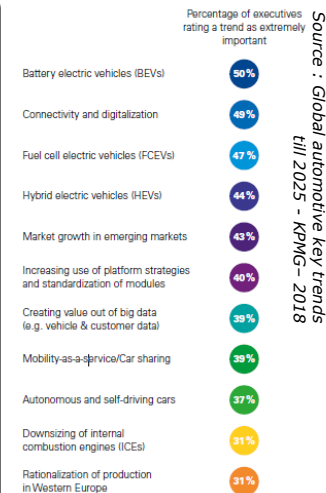 Percentage of executives
rating a trend as extremely
important
Battery electric vehicles (BEVs)
50%
Connectivity and digitalization
49%
Fuel cell electric vehicles (FCEVs)
47%
Hybrid electric vehicles (HEVs)
44%
Market growth in emerging markets
43%
Increasing use of platform strategies
and standardization of modules
40%
Creating value out of big data
(e.g. vehicle & customer data)
39%
Mobility-as-a-service/Car sharing
39%
Autonomous and self-driving cars
37%
Downsizing of internal
combustion engines (ICEs)
31%
Rationalization of production
in Western Europe
31%
Source : Global automotive key trends
till 2025 - KPMG– 2018